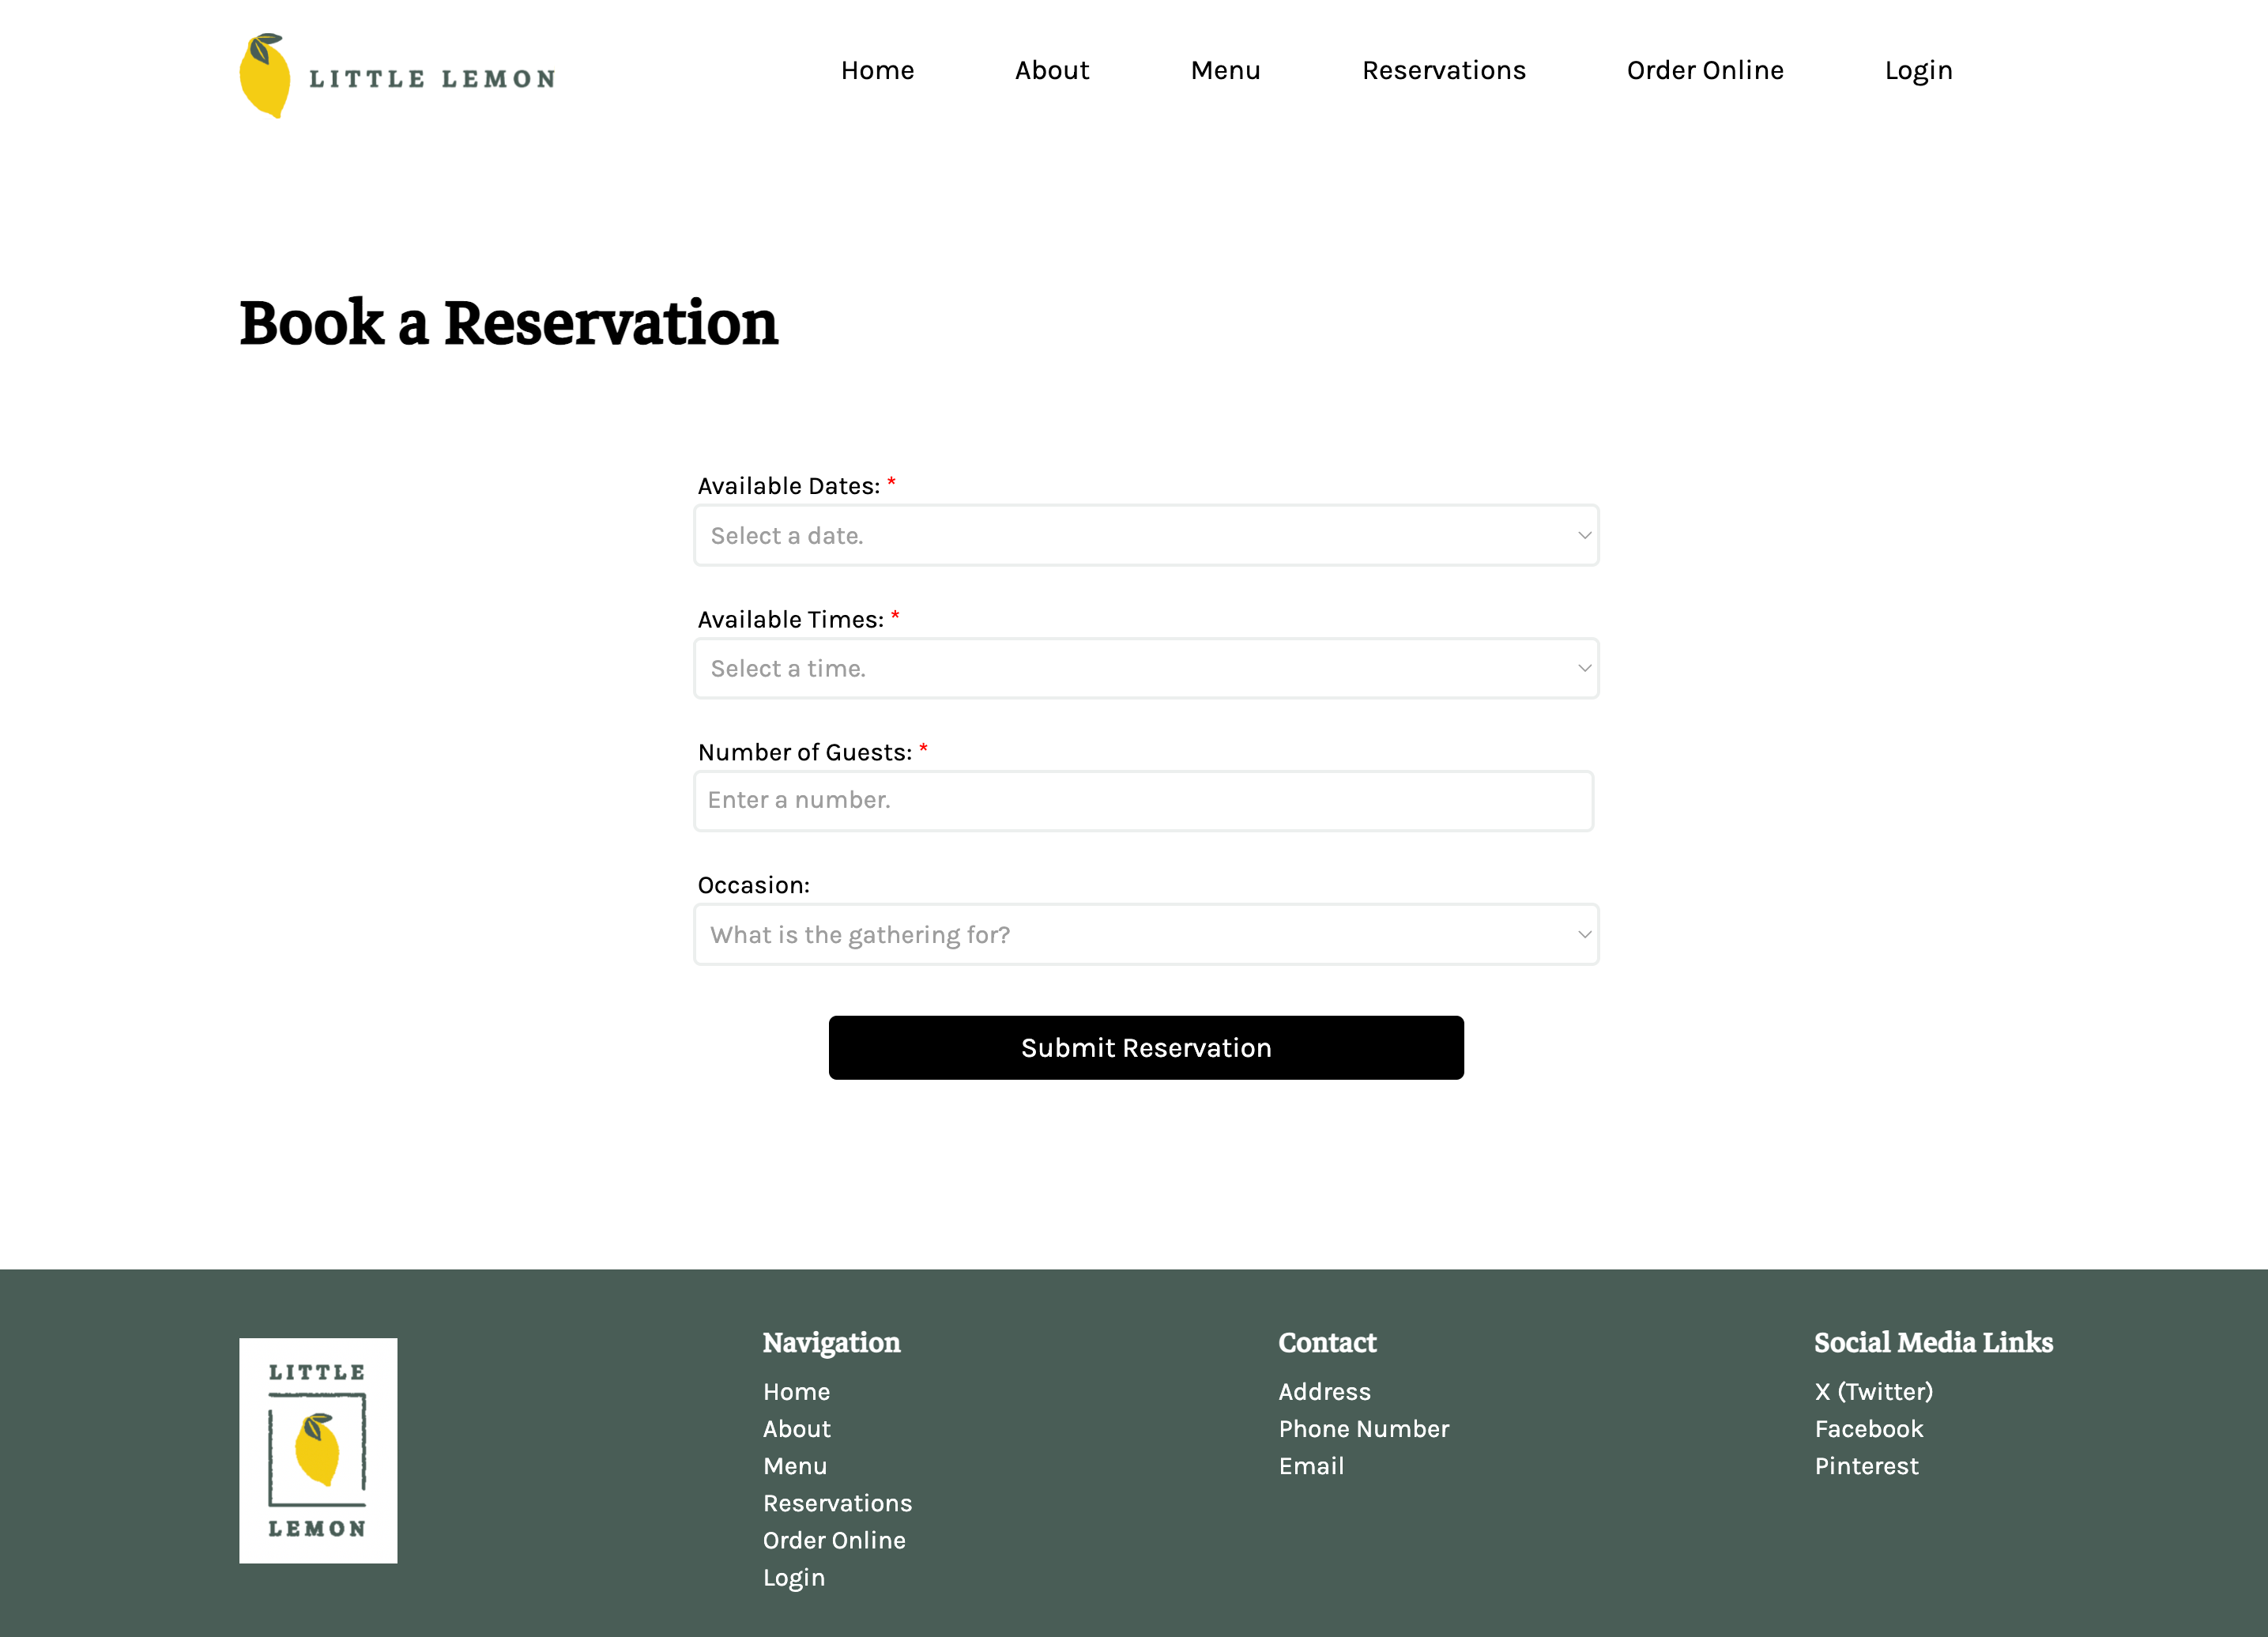 LITTLE LEMON
Home About Menu Reservations Order Online Login
Book a Reservation
Available Dates: *
Select a date.
Available Times: *
Select a time.
Number of Guests: *
Enter a number.
Occasion:
What is the gathering for?
Submit Reservation
LITTLE
LEMON
Navigation
Home
About
Menu
Reservations
Order Online
Login
Contact
Address
Phone Number
Email
Social Media Links
X (Twitter)
Facebook
Pinterest